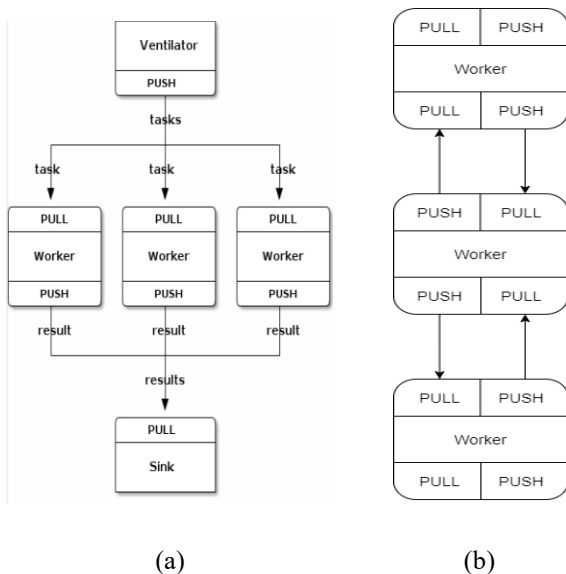 Ventilator
PUSH
tasks
task task task
PULL PULL PULL
Worker Worker Worker
PUSH PUSH PUSH
result result result
results
PULL
Sink
(a)
PULL PUSH
Worker
PULL PUSH
PUSH PULL
Worker
PUSH PULL
PULL PUSH
Worker
PULL PUSH
(b)